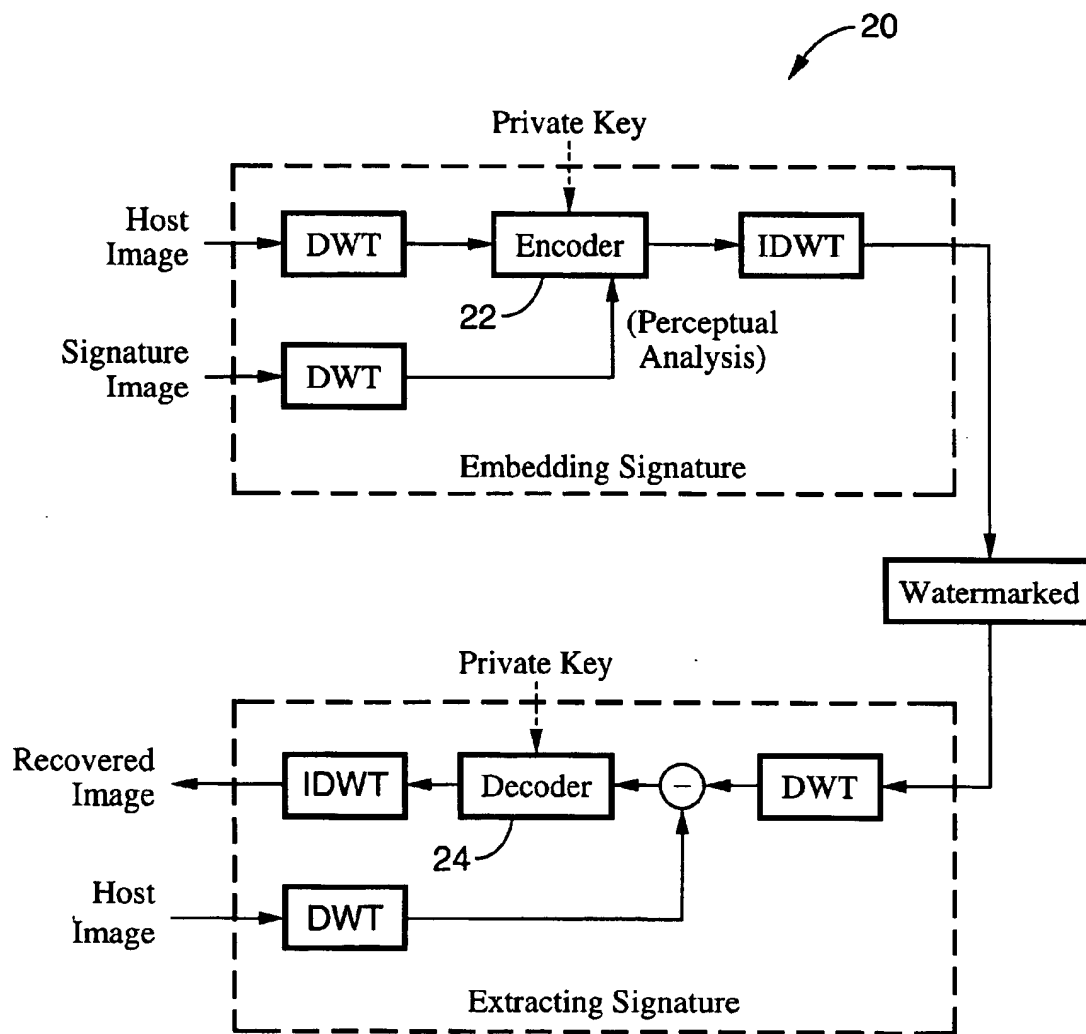 20
Private Key
Host
Image
DWT
Encoder
IDWT
22
(Perceptual
Analysis)
Signature
Image
DWT
Embedding Signature
Watermarked
Private Key
Recovered
Image
IDWT
Decoder
−
DWT
24
Host
Image
DWT
Extracting Signature